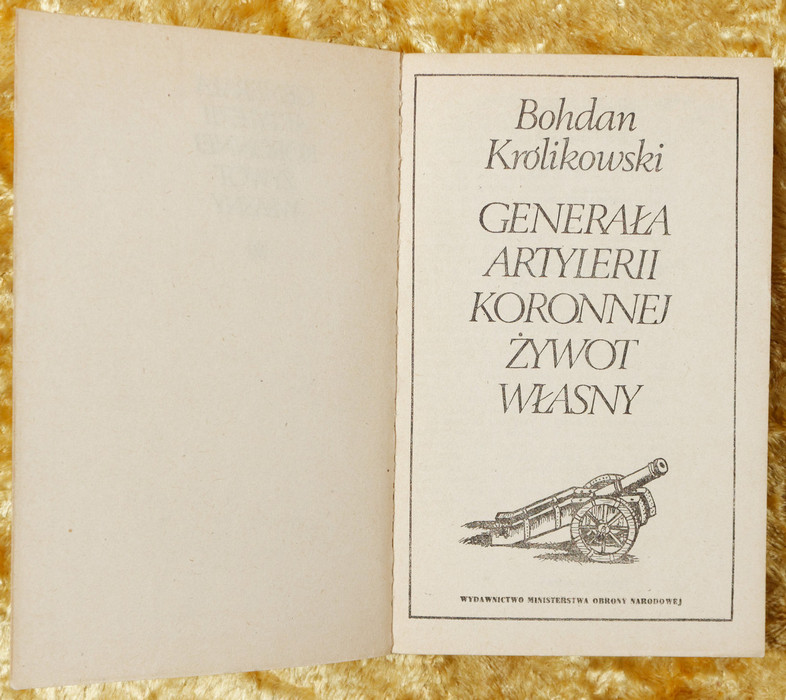 Bohdan
Królikowski
GENERAŁA
ARTYLERII
KORONNEJ
ŻYWOT
WŁASNY
WYDAWNICTWO MINISTERSTWA OBRONY NARODOWEJ